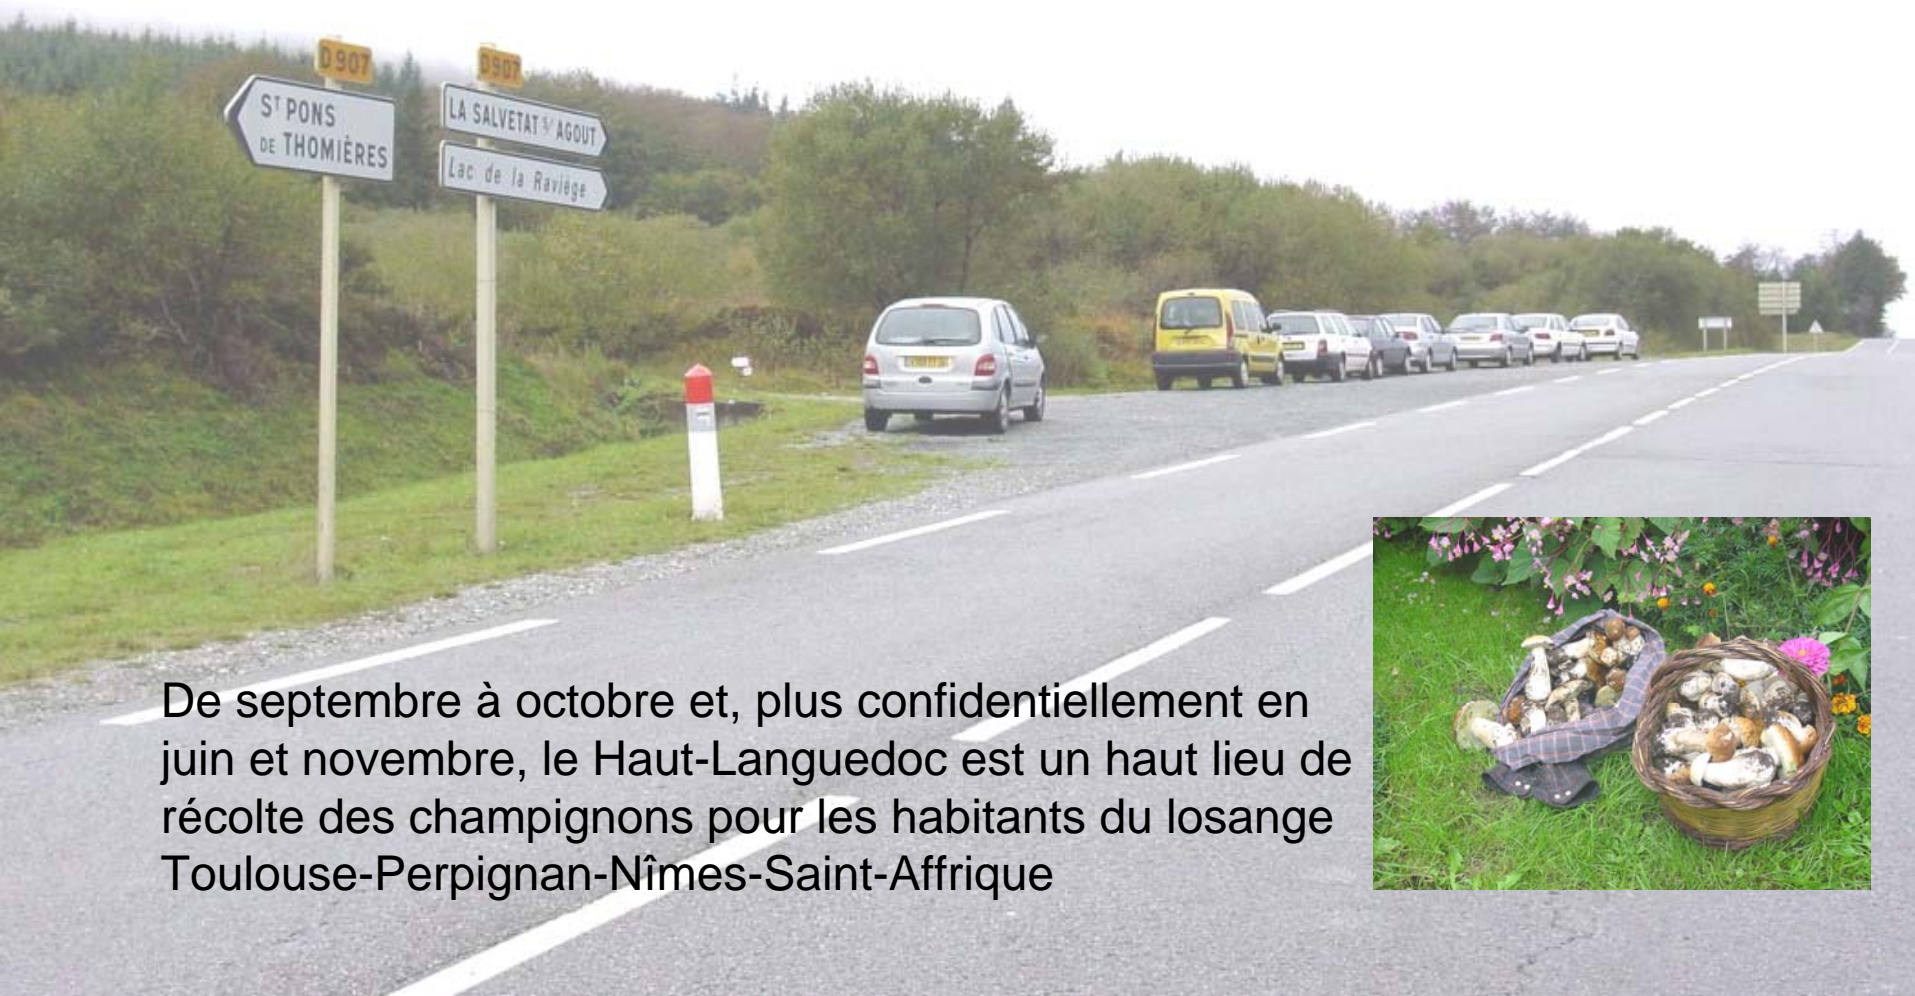 D907
D907
ST PONS
DE THOMIÈRES
LA SALVETAT S/ AGOUT
Lac de la Raviège
De septembre à octobre et, plus confidentiellement en
juin et novembre, le Haut-Languedoc est un haut lieu de
récolte des champignons pour les habitants du losange
Toulouse-Perpignan-Nîmes-Saint-Affrique